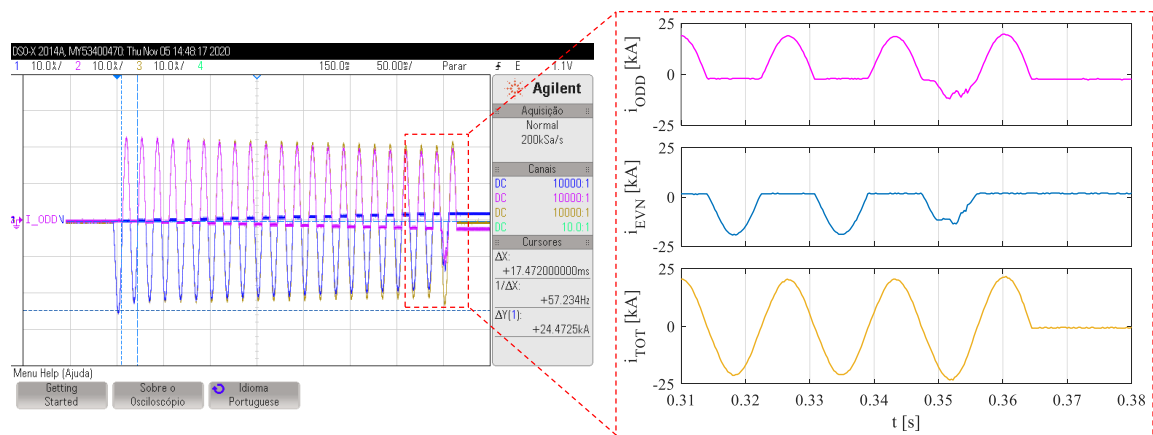 DSO-X 2014A, MY53400470: Thu Nov 05 14:48:17 2020
1 10.0A/ 2 10.0A/ 3 10.0A/ 4 150.0ms 50.00ms/ Parar E 1.1V
Agilent
Aquisição
Normal
200kSa/s
Canais
DC 10000:1
DC 10000:1
DC 10000:1
DC 10.0:1
Cursores
ΔX:
+17.472000000ms
1/ΔX:
+57.234Hz
ΔY(1):
+24.4725kA
I_ODD
Menu Help (Ajuda)
Getting Started
Sobre o Osciloscópio
Idioma Portuguese
25
0
-25
i_ODD [kA]
25
0
-25
i_EVN [kA]
25
0
-25
i_TOT [kA]
0.31 0.32 0.33 0.34 0.35 0.36 0.37 0.38
t [s]